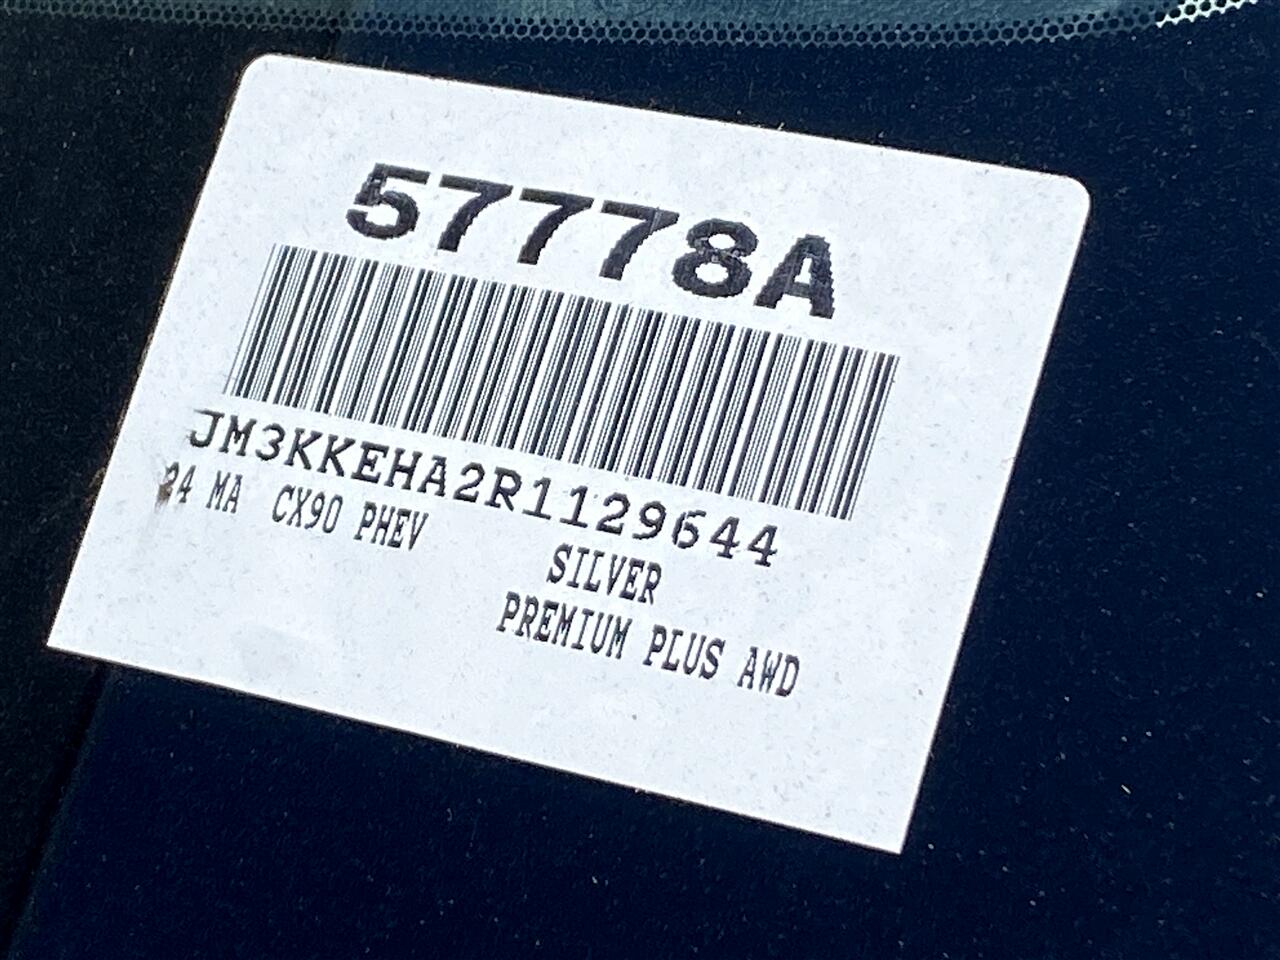 57778A
JM3KKEHA2R1129644
24 MA CX90 PHEV
SILVER
PREMIUM PLUS AWD